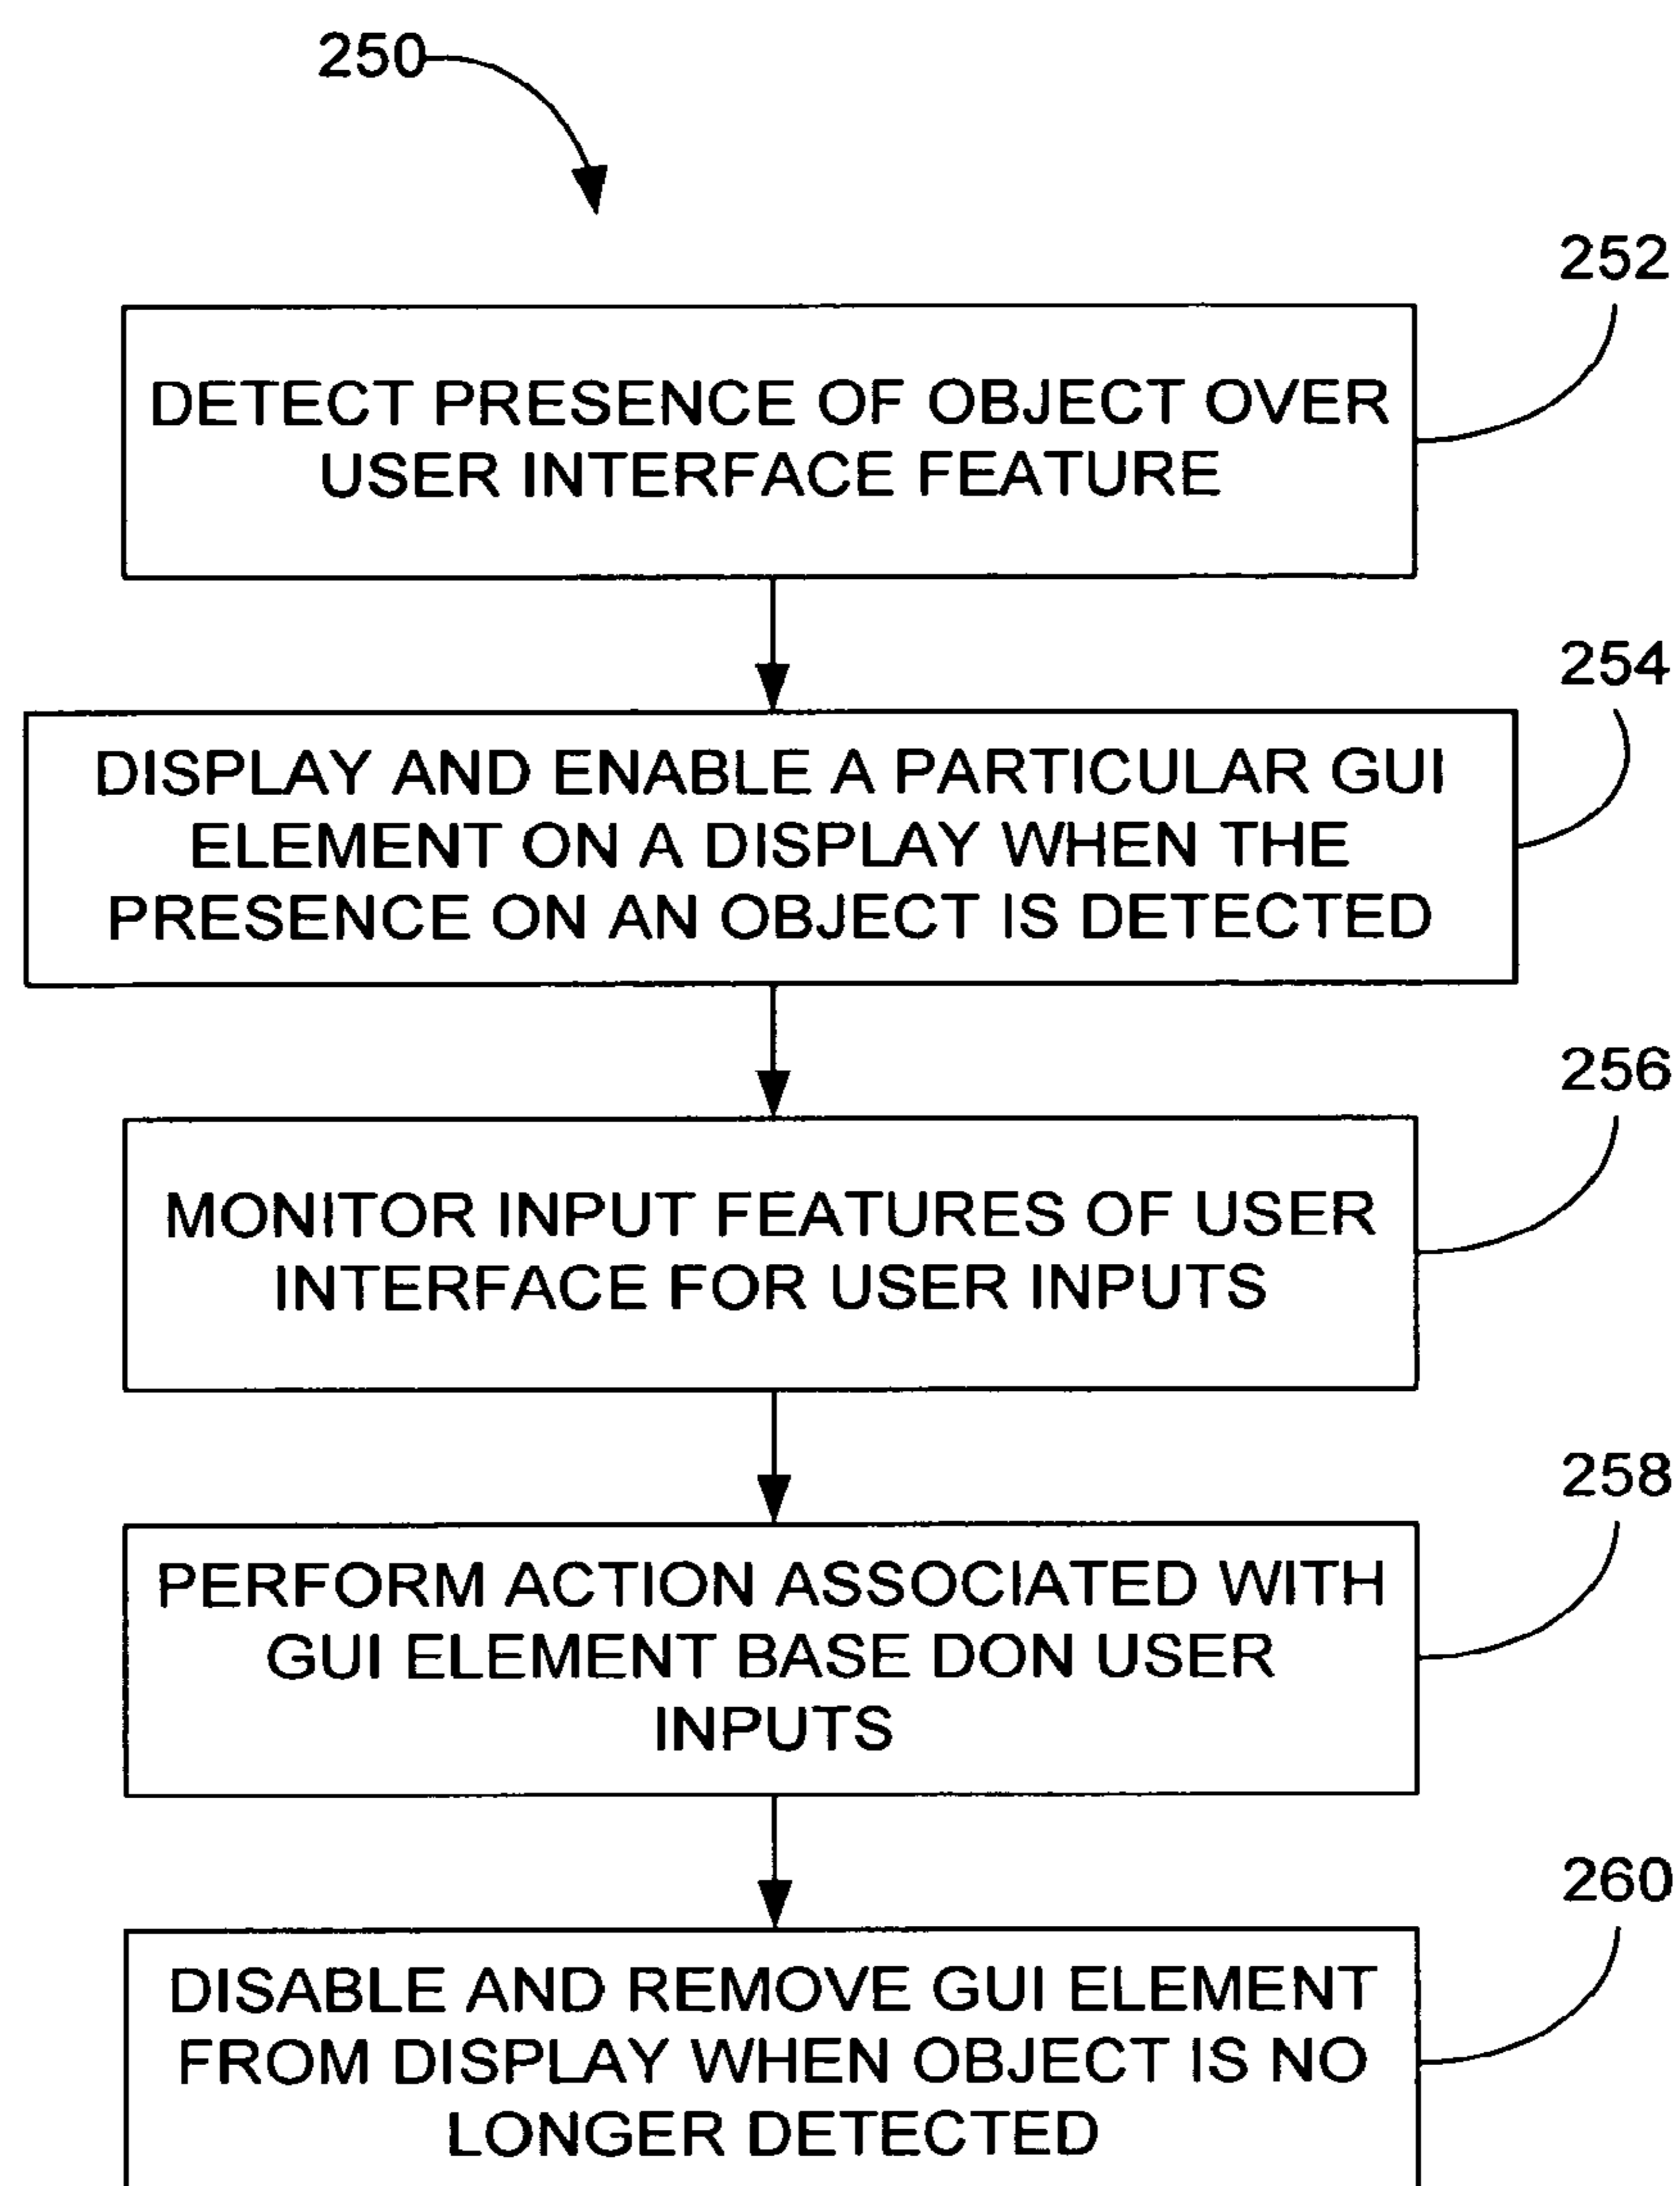 250
252
DETECT PRESENCE OF OBJECT OVER
USER INTERFACE FEATURE
254
DISPLAY AND ENABLE A PARTICULAR GUI
ELEMENT ON A DISPLAY WHEN THE
PRESENCE ON AN OBJECT IS DETECTED
256
MONITOR INPUT FEATURES OF USER
INTERFACE FOR USER INPUTS
258
PERFORM ACTION ASSOCIATED WITH
GUI ELEMENT BASE DON USER
INPUTS
260
DISABLE AND REMOVE GUI ELEMENT
FROM DISPLAY WHEN OBJECT IS NO
LONGER DETECTED